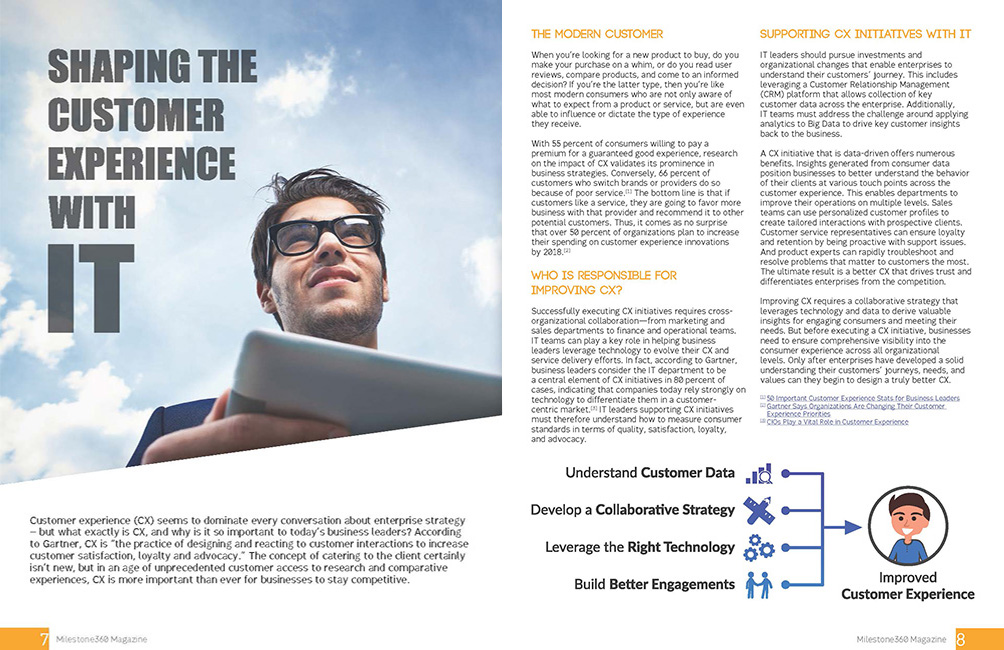 SHAPING THE
CUSTOMER
EXPERIENCE
WITH
IT
Customer experience (CX) seems to dominate every conversation about enterprise strategy
– but what exactly is CX, and why is it so important to today's business leaders? According
to Gartner, CX is "the practice of designing and reacting to customer interactions to increase
customer satisfaction, loyalty and advocacy." The concept of catering to the client certainly
isn't new, but in an age of unprecedented customer access to research and comparative
experiences, CX is more important than ever for businesses to stay competitive.
7 Milestone360 Magazine
THE MODERN CUSTOMER
When you're looking for a new product to buy, do you
make your purchase on a whim, or do you read user
reviews, compare products, and come to an informed
decision? If you're the latter type, then you're like
most modern consumers who are not only aware of
what to expect from a product or service, but are even
able to influence or dictate the type of experience
they receive.
With 55 percent of consumers willing to pay a
premium for a guaranteed good experience, research
on the impact of CX validates its prominence in
business strategies. Conversely, 66 percent of
customers who switch brands or providers do so
because of poor service.[1] The bottom line is that if
customers like a service, they are going to favor more
business with that provider and recommend it to other
potential customers. Thus, it comes as no surprise
that over 50 percent of organizations plan to increase
their spending on customer experience innovations
by 2018.[2]
WHO IS RESPONSIBLE FOR
IMPROVING CX?
Successfully executing CX initiatives requires cross-
organizational collaboration—from marketing and
sales departments to finance and operational teams.
IT teams can play a key role in helping business
leaders leverage technology to evolve their CX and
service delivery efforts. In fact, according to Gartner,
business leaders consider the IT department to be
a central element of CX initiatives in 80 percent of
cases, indicating that companies today rely strongly on
technology to differentiate them in a customer-
centric market.[3] IT leaders supporting CX initiatives
must therefore understand how to measure consumer
standards in terms of quality, satisfaction, loyalty,
and advocacy.
SUPPORTING CX INITIATIVES WITH IT
IT leaders should pursue investments and
organizational changes that enable enterprises to
understand their customers' journey. This includes
leveraging a Customer Relationship Management
(CRM) platform that allows collection of key
customer data across the enterprise. Additionally,
IT teams must address the challenge around applying
analytics to Big Data to drive key customer insights
back to the business.
A CX initiative that is data-driven offers numerous
benefits. Insights generated from consumer data
position businesses to better understand the behavior
of their clients at various touch points across the
customer experience. This enables departments to
improve their operations on multiple levels. Sales
teams can use personalized customer profiles to
create tailored interactions with prospective clients.
Customer service representatives can ensure loyalty
and retention by being proactive with support issues.
And product experts can rapidly troubleshoot and
resolve problems that matter to customers the most.
The ultimate result is a better CX that drives trust and
differentiates enterprises from the competition.
Improving CX requires a collaborative strategy that
leverages technology and data to derive valuable
insights for engaging consumers and meeting their
needs. But before executing a CX initiative, businesses
need to ensure comprehensive visibility into the
consumer experience across all organizational
levels. Only after enterprises have developed a solid
understanding their customers' journeys, needs, and
values can they begin to design a truly better CX.
[1] 50 Important Customer Experience Stats for Business Leaders
[2] Gartner Says Organizations Are Changing Their Customer
Experience Priorities
[3] CIOs Play a Vital Role in Customer Experience
Understand Customer Data
Develop a Collaborative Strategy
Leverage the Right Technology
Build Better Engagements
Improved
Customer Experience
Milestone360 Magazine 8